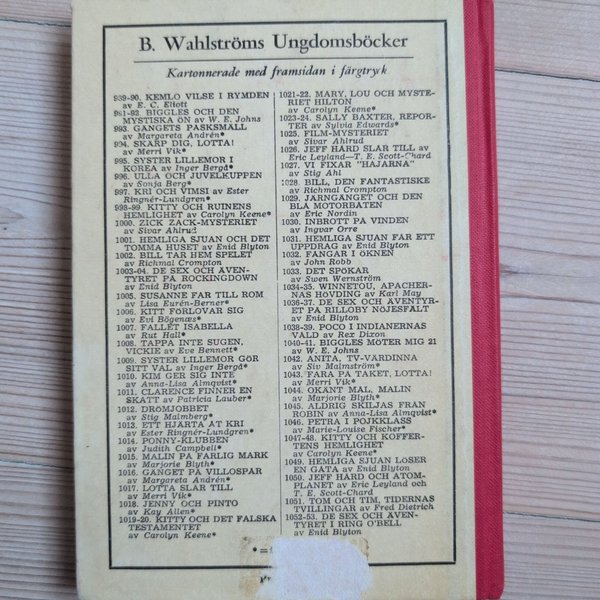 B. Wahlströms Ungdomsböcker
Kartonnerade med framsidan i färgtryk
989-90. KEMLO VILSE I RYMDEN
av E. C. Eliott
991-92. BIGGLES OCH DEN
MYSTISKA ÖN av W. E. Johns
993. GÄNGETS PÅSKSMÄLL
av Margareta Andrén*
994. SKÄRP DIG, LOTTA!
av Merri Vik*
995. SYSTER LILLEMOR I
KOREA av Inger Bergå*
996. ULLA OCH JUVELKUPPEN
av Sonja Berg*
997. KRI OCH VIMSI av Ester
Ringnér-Lundgren*
998-99. KITTY OCH RUINENS
HEMLIGHET av Carolyn Keene*
1000. ZICK ZACK-MYSTERIET
av Sivar Ahlrud
1001. HEMLIGA SJUAN OCH DET
TOMMA HUSET av Enid Blyton
1002. BILL TAR HEM SPELET
av Richmal Crompton
1003-04. DE SEX OCH ÄVEN-
TYRET PÅ ROCKINGDOWN
av Enid Blyton
1005. SUSANNE FAR TILL ROM
av Lisa Eurén-Berner*
1006. KITT FÖRLOVAR SIG
av Evi Bögenæs*
1007. FALLET ISABELLA
av Rut Hall*
1008. TAPPA INTE SUGEN,
VICKIE av Eve Bennett*
1009. SYSTER LILLEMOR GÖR
SITT VAL av Inger Bergå*
1010. KIM GER SIG INTE
av Anna-Lisa Almqvist*
1011. CLARENCE FINNER EN
SKATT av Patricia Lauber*
1012. DRÖMJOBBET
av Stig Malmberg*
1013. ETT HJÄRTA ÅT KRI
av Ester Ringnér-Lundgren*
1014. PONNY-KLUBBEN
av Judith Campbell*
1015. MALIN PÅ FARLIG MARK
av Marjorie Blyth*
1016. GÄNGET PÅ VILLOSPÅR
av Margareta Andrén*
1017. LOTTA SLÅR TILL
av Merri Vik*
1018. JENNY OCH PINTO
av Kay Allen*
1019-20. KITTY OCH DET FALSKA
TESTAMENTET
av Carolyn Keene*
1021-22. MARY, LOU OCH MYSTE-
RIET HILTON
av Carolyn Keene*
1023-24. SALLY BAXTER, REPOR-
TER av Sylvia Edwards*
1025. FILM-MYSTERIET
av Sivar Ahlrud
1026. JEFF HARD SLÅR TILL av
Eric Leyland—T. E. Scott-Chard
1027. VI FIXAR "HAJARNA"
av Stig Ahl
1028. BILL, DEN FANTASTISKE
av Richmal Crompton
1029. JÄRNGÄNGET OCH DEN
BLÅ MOTORBÅTEN
av Eric Nordin
1030. INBROTT PÅ VINDEN
av Ingvar Orre
1031. HEMLIGA SJUAN FÅR ETT
UPPDRAG av Enid Blyton
1032. FÅNGAR I ÖKNEN
av John Robb
1033. DET SPÖKAR
av Sven Wernström
1034-35. WINNETOU, APACHER-
NAS HÖVDING av Karl May
1036-37. DE SEX OCH ÄVENTYR-
ET PÅ RILLOBY NÖJESFÄLT
av Enid Blyton
1038-39. POCO I INDIANERNAS
VÅLD av Rex Dixon
1040-41. BIGGLES MÖTER MIG 21
av W. E. Johns
1042. ANITA, TV-VÄRDINNA
av Siv Malmström*
1043. FARA PÅ TAKET, LOTTA!
av Merri Vik*
1044. OKÄNT MÅL, MALIN
av Marjorie Blyth*
1045. ALDRIG SKILJAS FRÅN
ROBIN av Anna-Lisa Almqvist*
1046. PETRA I POJKKLASS
av Marie-Louise Fischer*
1047-48. KITTY OCH KOFFER-
TENS HEMLIGHET
av Carolyn Keene*
1049. HEMLIGA SJUAN LÖSER
EN GÅTA av Enid Blyton
1050. JEFF HARD OCH ATOM-
PLANET av Eric Leyland och
T. E. Scott-Chard
1051. TOM OCH TIM, TIDERNAS
TVILLINGAR av Fred Dietrich
1052-53. DE SEX OCH ÄVEN-
TYRET I RING O'BELL
av Enid Blyton
* =